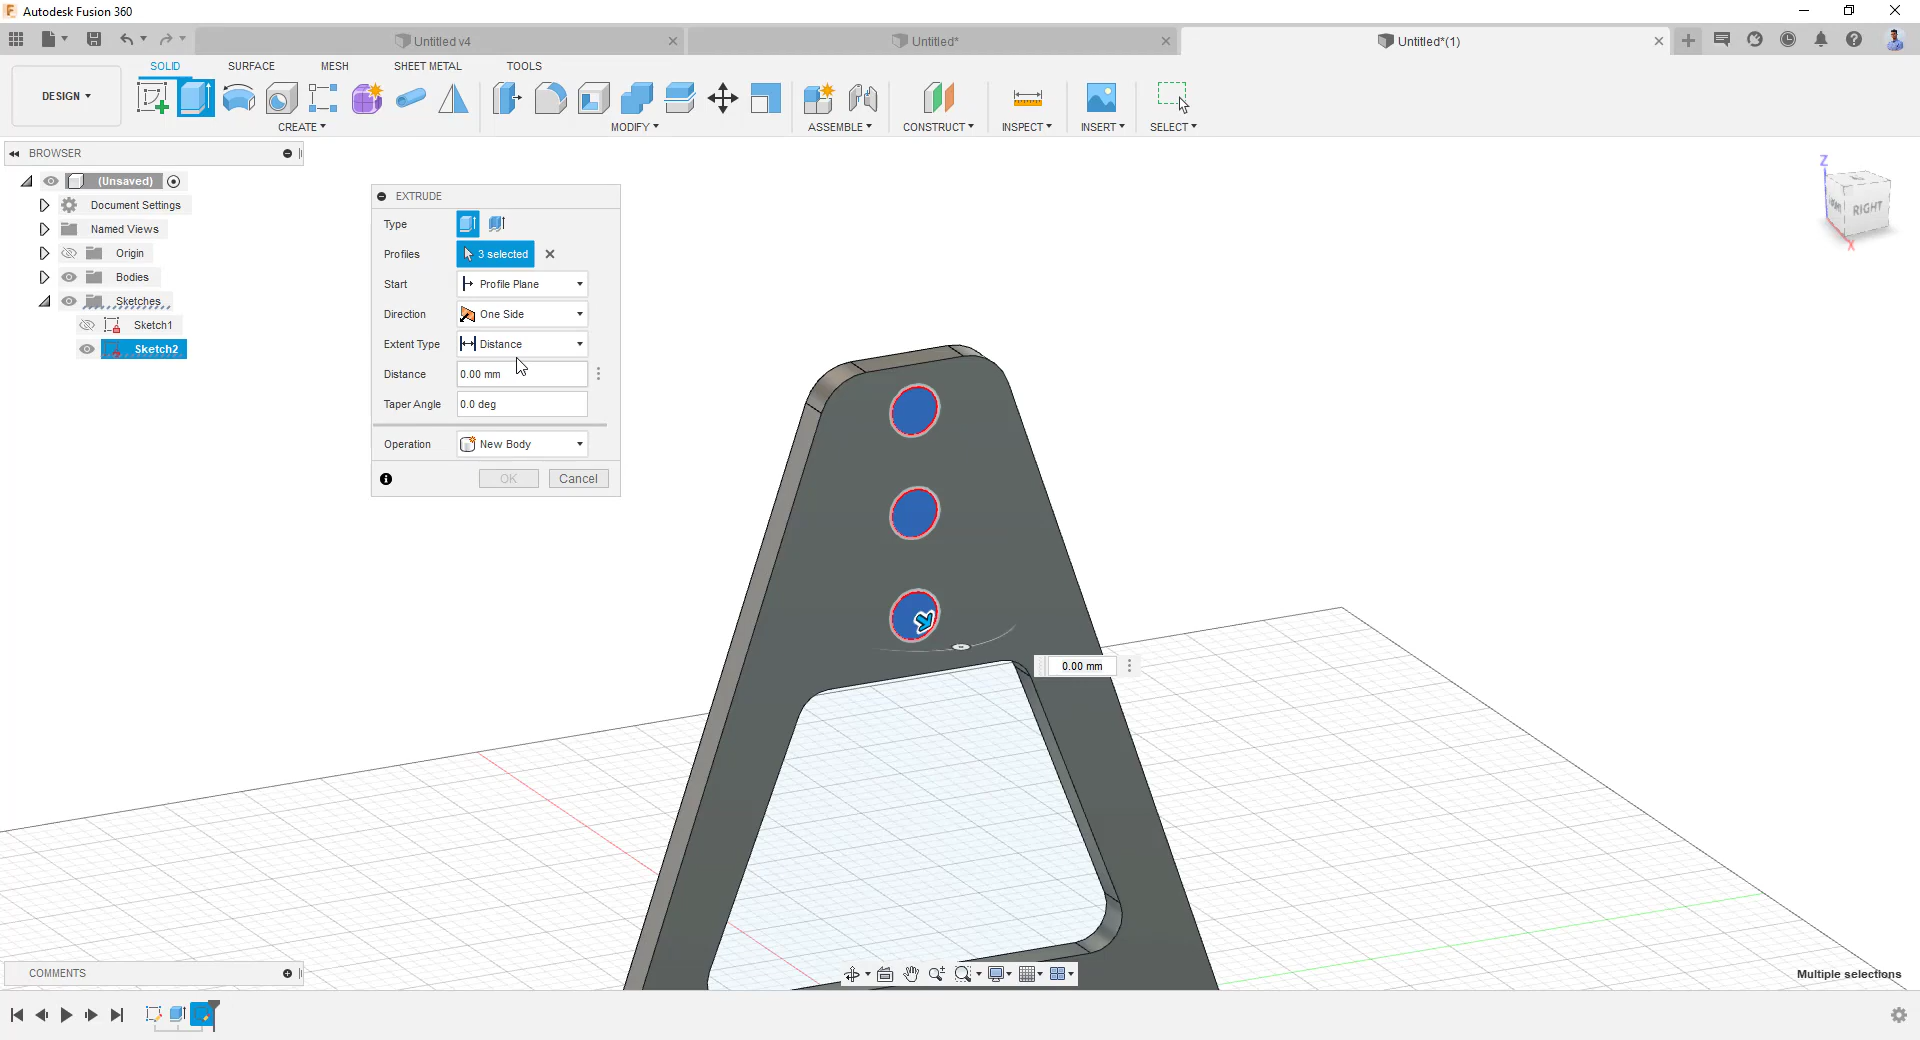 Autodesk Fusion 360
Untitled v4
Untitled*
Untitled*(1)
SOLID
SURFACE
MESH
SHEET METAL
TOOLS
DESIGN
CREATE
MODIFY
ASSEMBLE
CONSTRUCT
INSPECT
INSERT
SELECT
BROWSER
(Unsaved)
Document Settings
Named Views
Origin
Bodies
Sketches
Sketch1
Sketch2
EXTRUDE
Type
Profiles 3 selected
Start Profile Plane
Direction One Side
Extent Type Distance
Distance 0.00 mm
Taper Angle 0.0 deg
Operation New Body
OK Cancel
Z
RIGHT
X
0.00 mm
COMMENTS
Multiple selections